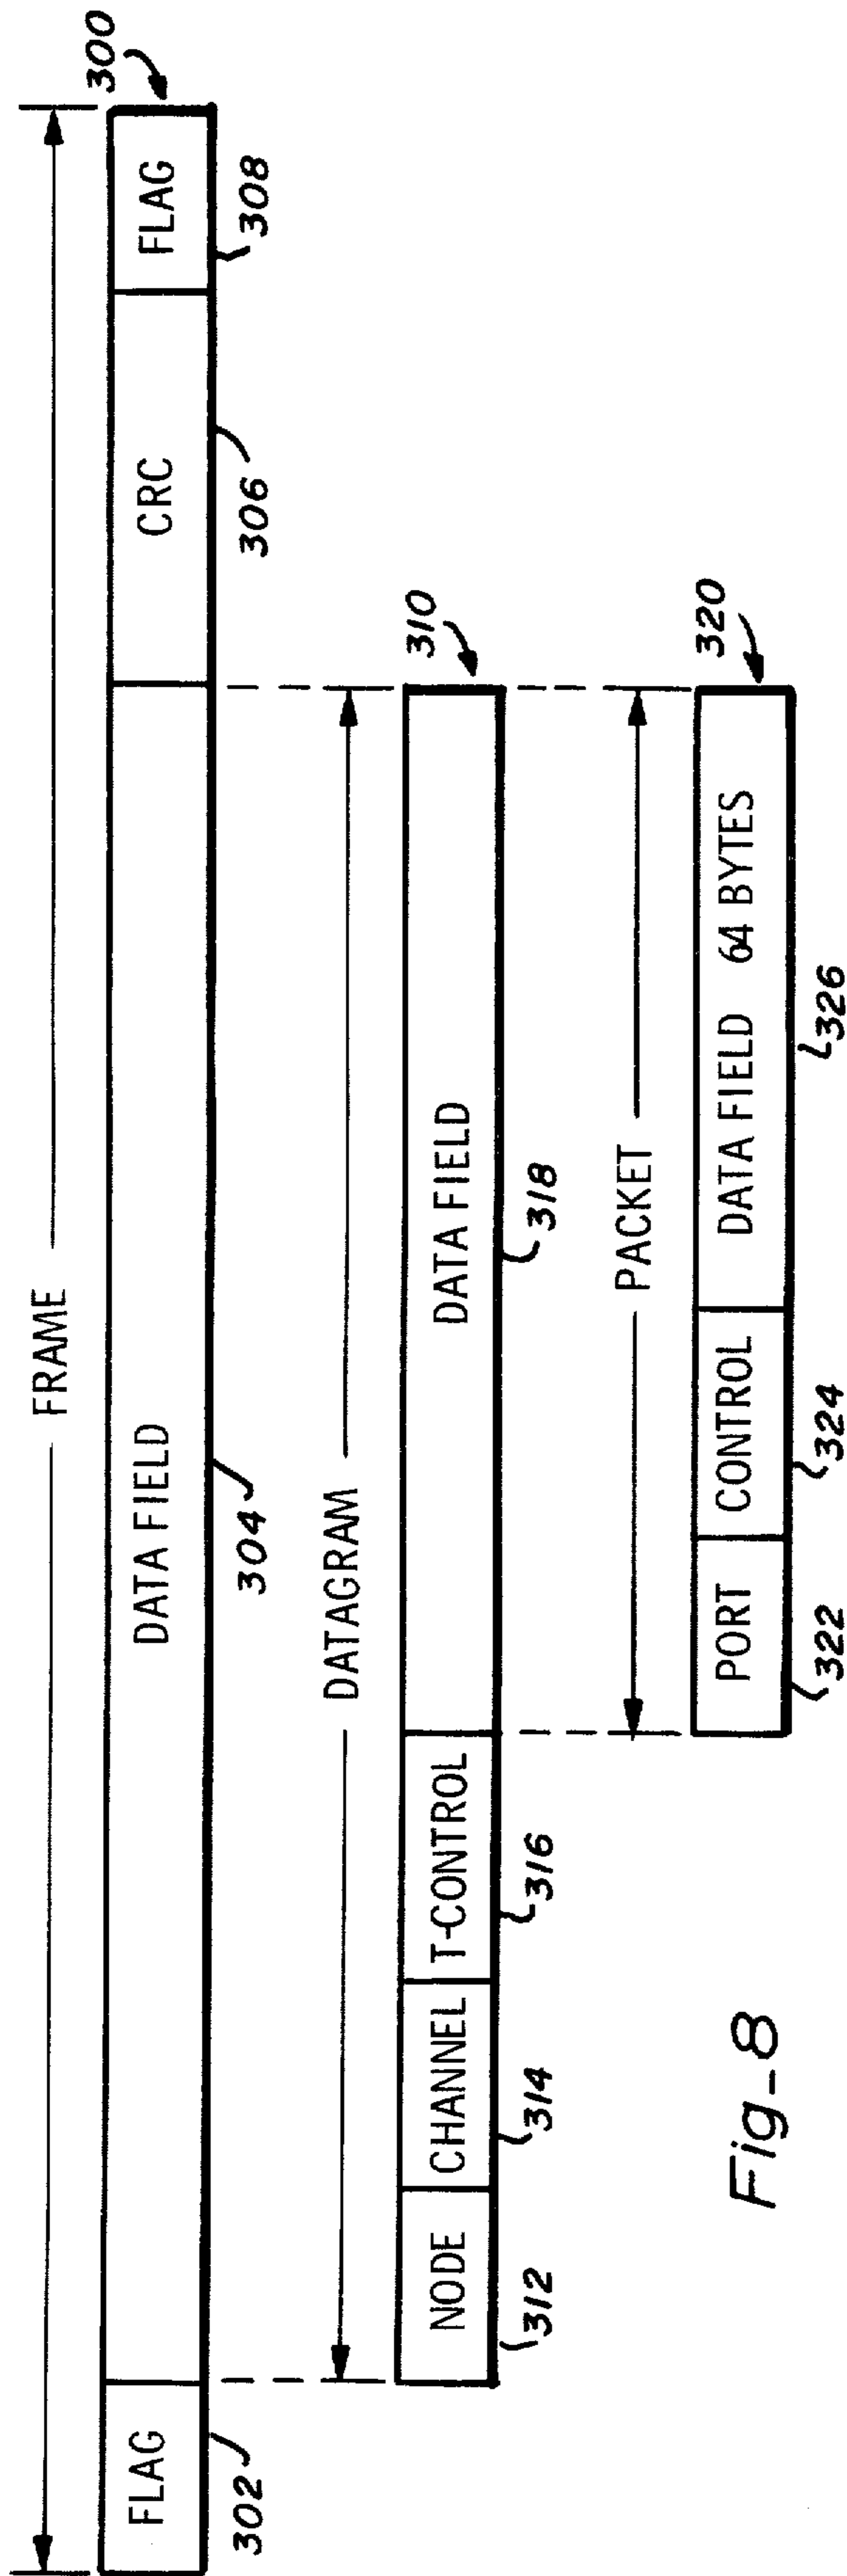 FRAME
300
FLAG DATA FIELD CRC FLAG
302 304 306 308
DATAGRAM
310
NODE CHANNEL T-CONTROL DATA FIELD
312 314 316 318
PACKET
320
PORT CONTROL DATA FIELD 64 BYTES
322 324 326
Fig_8